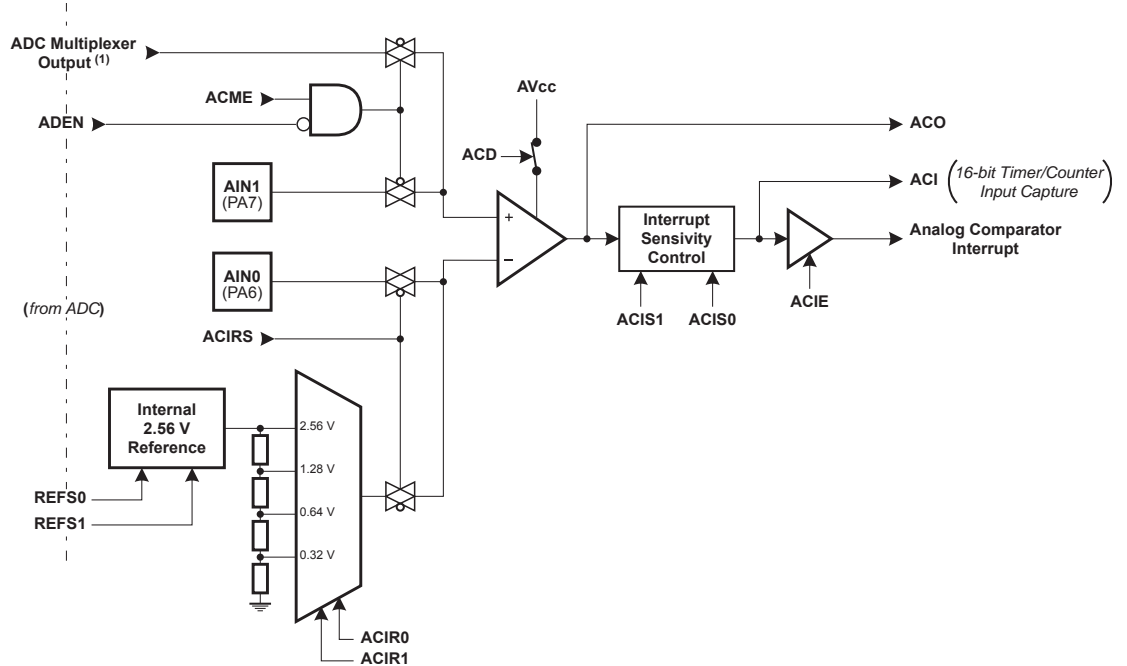 ADC Multiplexer
Output (1)
ACME
ADEN
AVcc
ACO
ACD
AIN1
(PA7)
ACI (16-bit Timer/Counter
Input Capture)
+
Interrupt
Sensivity
Control
Analog Comparator
Interrupt
−
AIN0
(PA6)
ACIE
(from ADC)
ACIS1
ACIS0
ACIRS
Internal
2.56 V
Reference
2.56 V
1.28 V
0.64 V
0.32 V
REFS0
REFS1
ACIR0
ACIR1